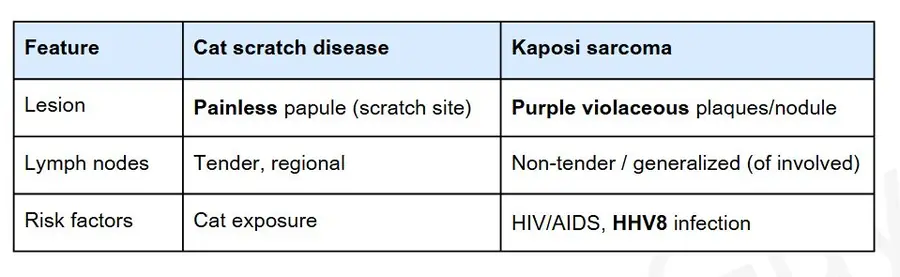 Feature Cat scratch disease Kaposi sarcoma
Lesion Painless papule (scratch site) Purple violaceous plaques/nodule
Lymph nodes Tender, regional Non-tender / generalized (of involved)
Risk factors Cat exposure HIV/AIDS, HHV8 infection